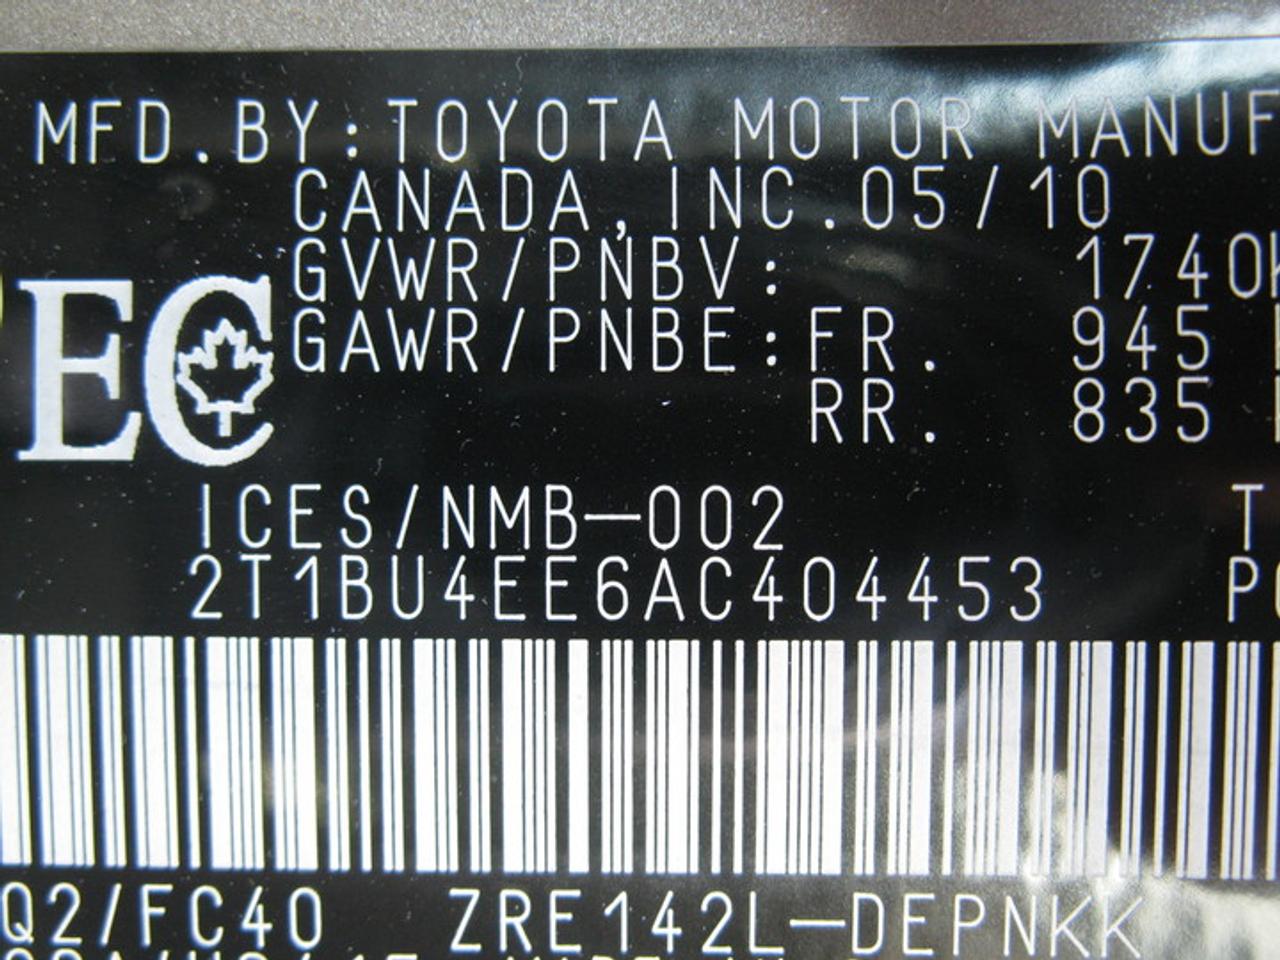 MFD.BY:TOYOTA MOTOR MANUF
CANADA,INC.05/10
GVWR/PNBV: 1740K
EC
GAWR/PNBE:FR. 945
RR. 835
ICES/NMB-002 T
2T1BU4EE6AC404453 P
Q2/FC40 ZRE142L-DEPNKK